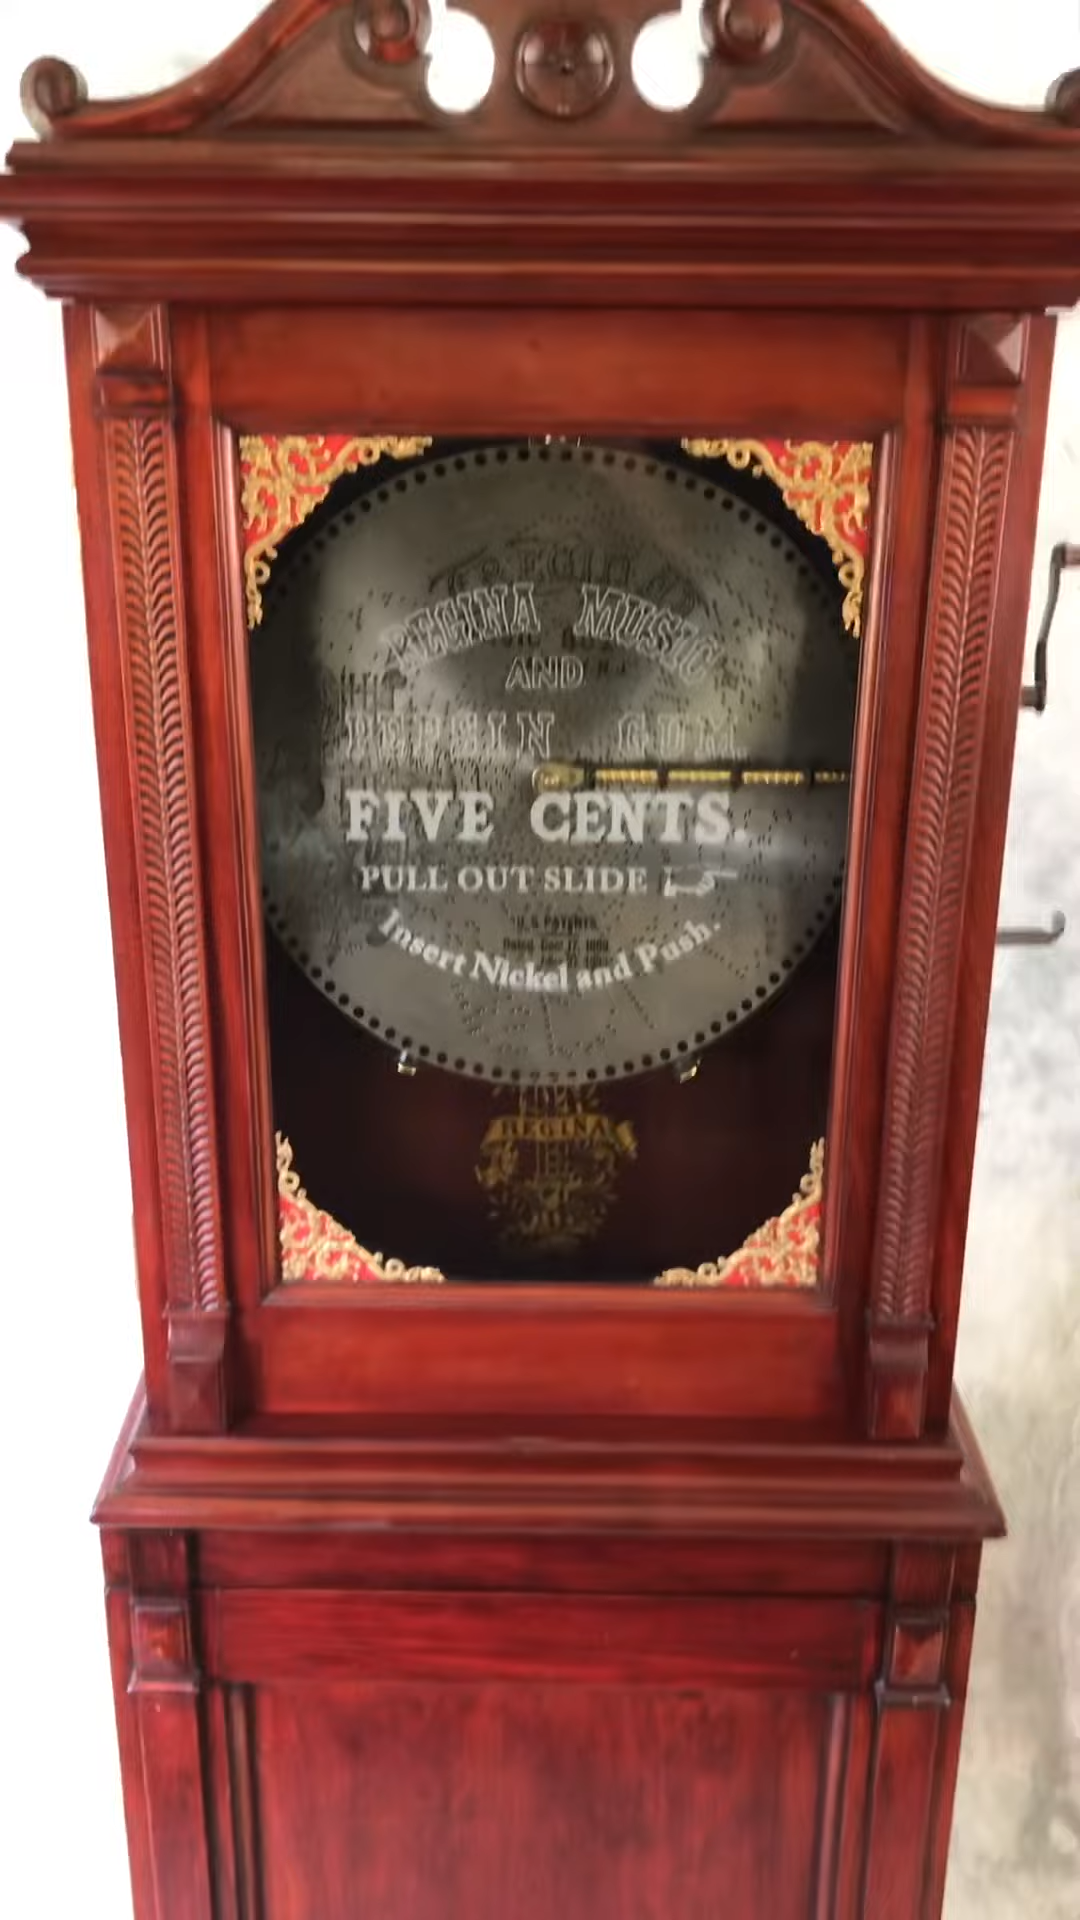 REGINA MUSIC
AND
PEPSIN GUM
FIVE CENTS.
PULL OUT SLIDE
U.S. PATENTS.
Insert Nickel and Push.
REGINA